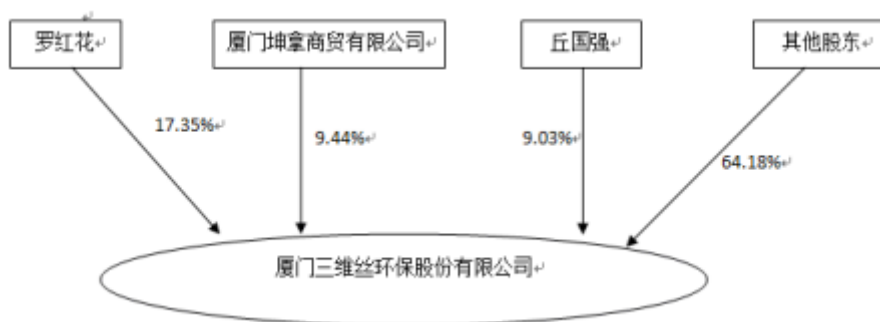 罗红花
厦门坤拿商贸有限公司
丘国强
其他股东
17.35%
9.44%
9.03%
64.18%
厦门三维丝环保股份有限公司